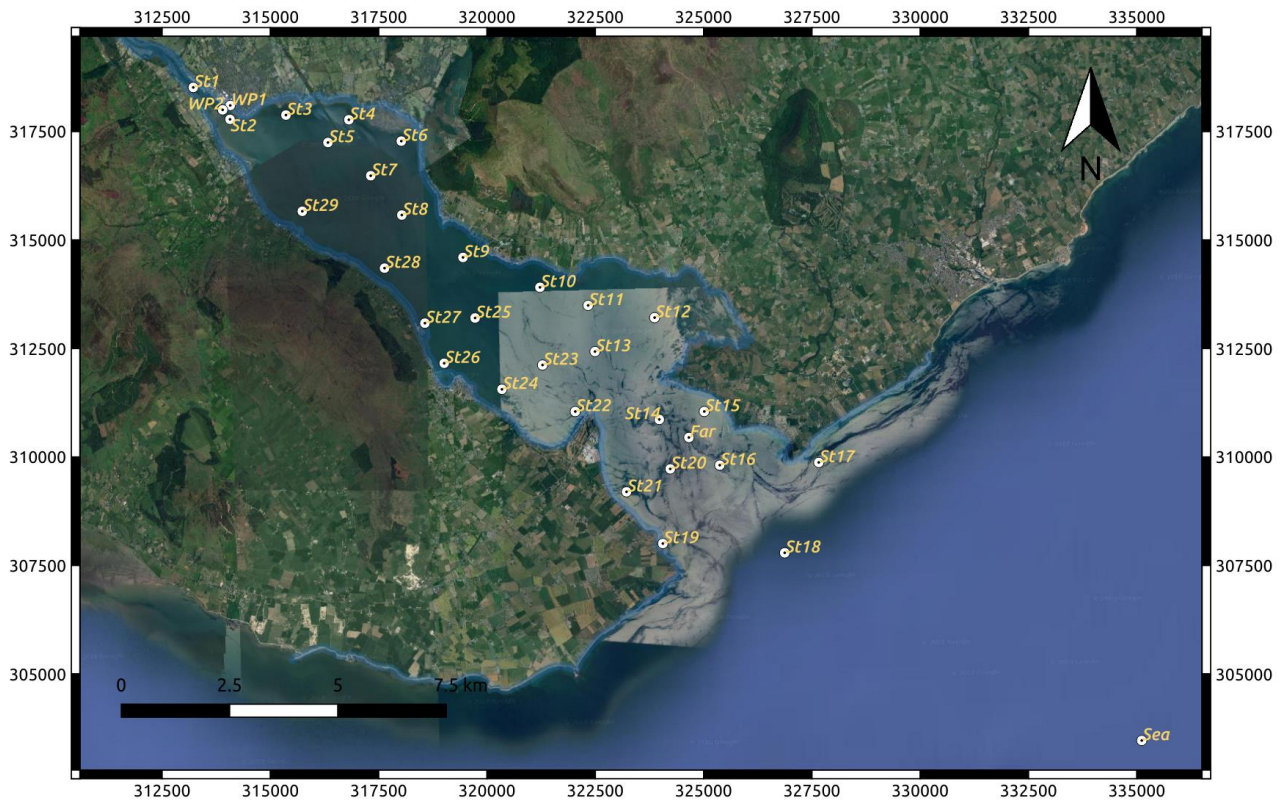 312500 315000 317500 320000 322500 325000 327500 330000 332500 335000
St1
WP2 WP1
St2
St3
St4
317500 317500
St5
St6
St7
St29
St8
315000 315000
St9
St28
St10
St11
St12
St27
St25
312500 312500
St13
St26
St23
St24
St22
St14
St15
Far
310000 310000
St20
St16
St17
St21
St19
St18
307500 307500
305000 305000
0 2.5 5 7.5 km
Sea
N
312500 315000 317500 320000 322500 325000 327500 330000 332500 335000